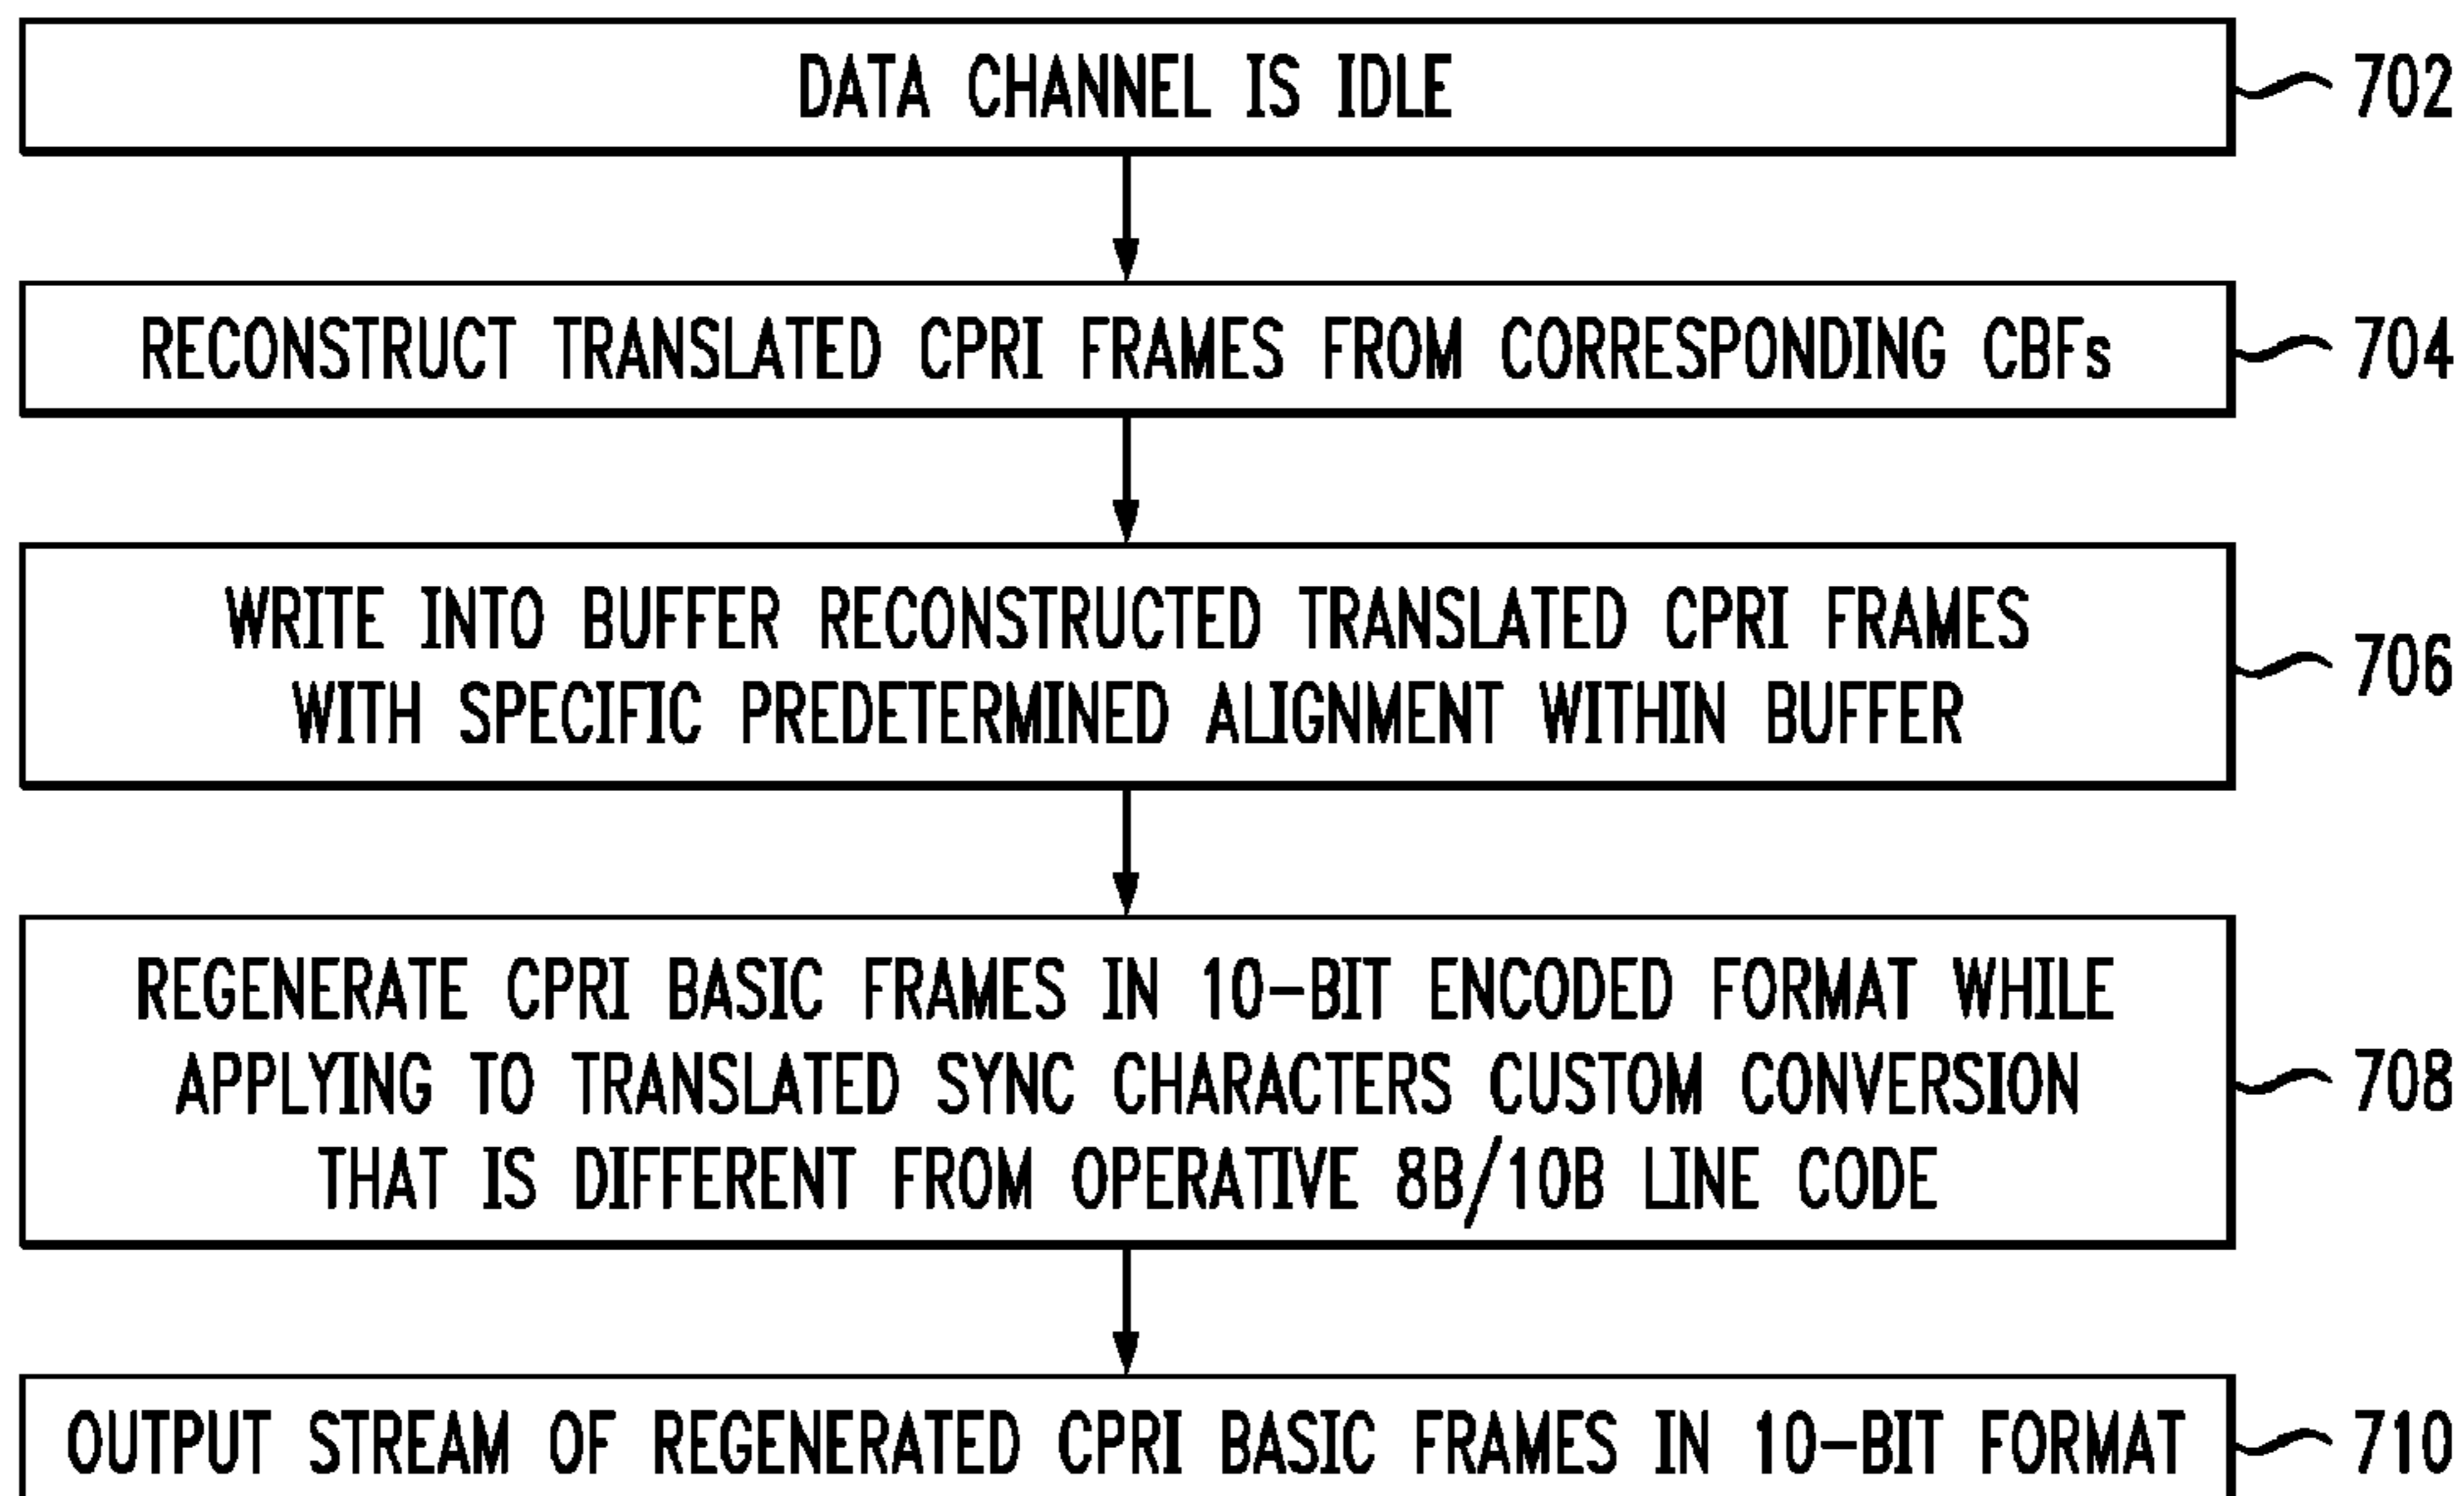 DATA CHANNEL IS IDLE
702
RECONSTRUCT TRANSLATED CPRI FRAMES FROM CORRESPONDING CBFs
704
WRITE INTO BUFFER RECONSTRUCTED TRANSLATED CPRI FRAMES
WITH SPECIFIC PREDETERMINED ALIGNMENT WITHIN BUFFER
706
REGENERATE CPRI BASIC FRAMES IN 10-BIT ENCODED FORMAT WHILE
APPLYING TO TRANSLATED SYNC CHARACTERS CUSTOM CONVERSION
THAT IS DIFFERENT FROM OPERATIVE 8B/10B LINE CODE
708
OUTPUT STREAM OF REGENERATED CPRI BASIC FRAMES IN 10-BIT FORMAT
710